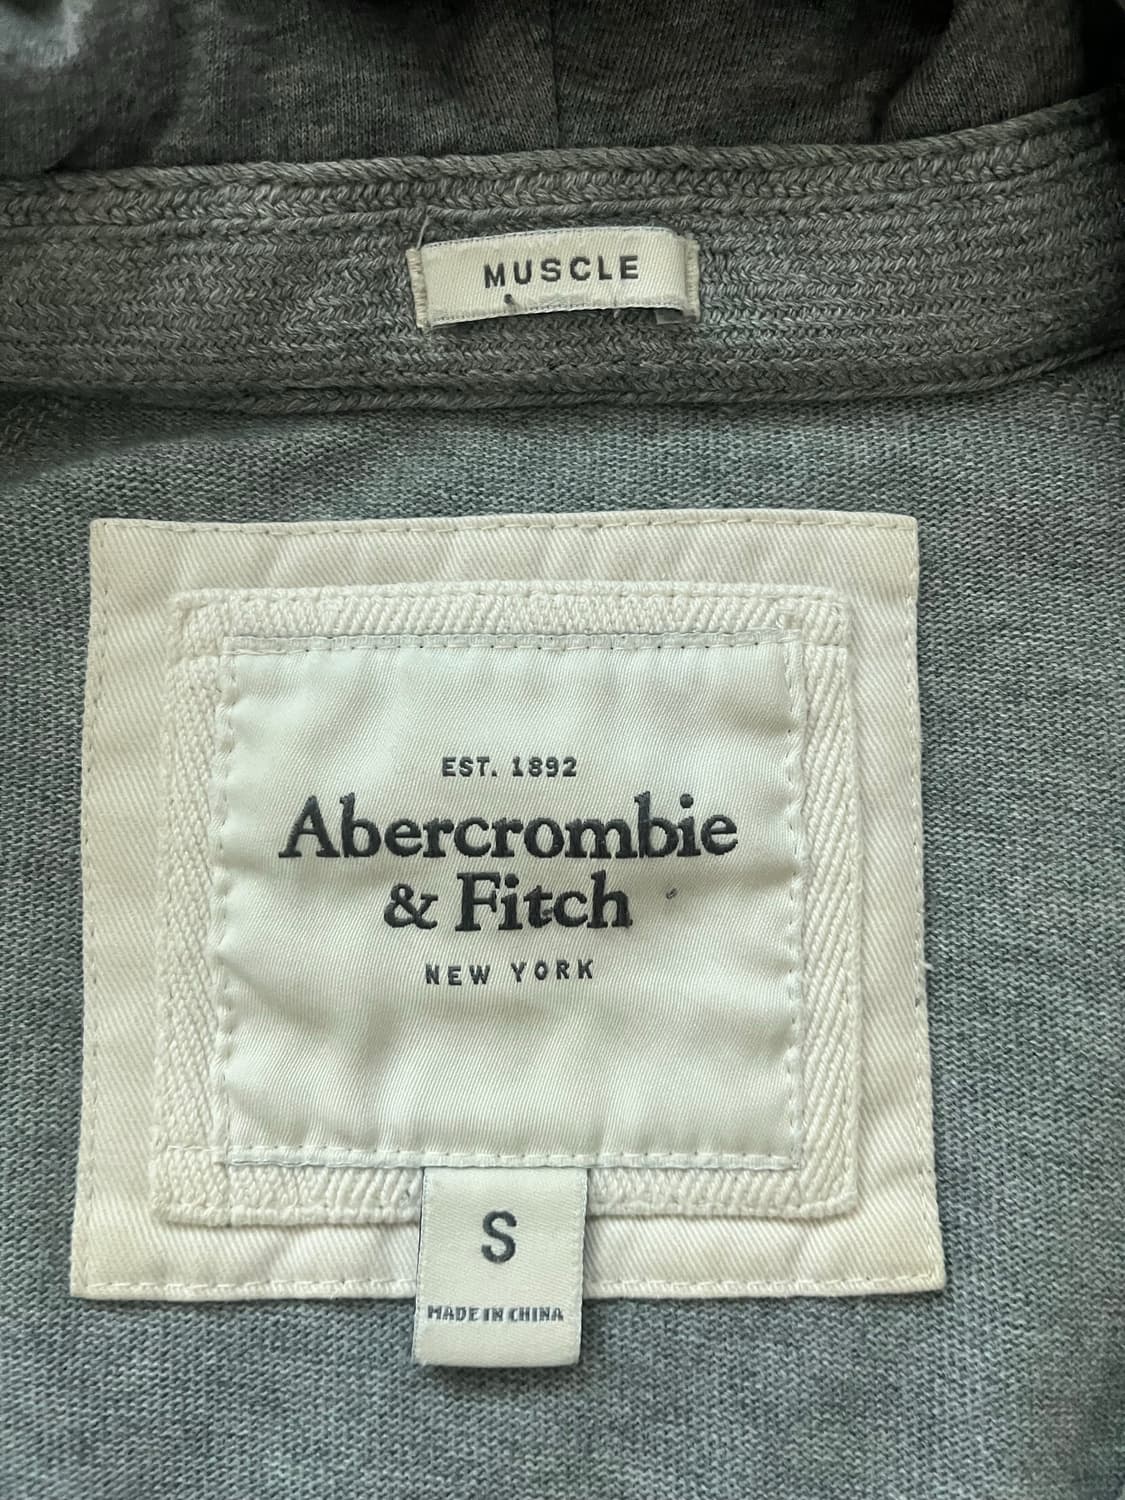 MUSCLE
EST. 1892
Abercrombie
& Fitch
NEW YORK
S
MADE IN CHINA